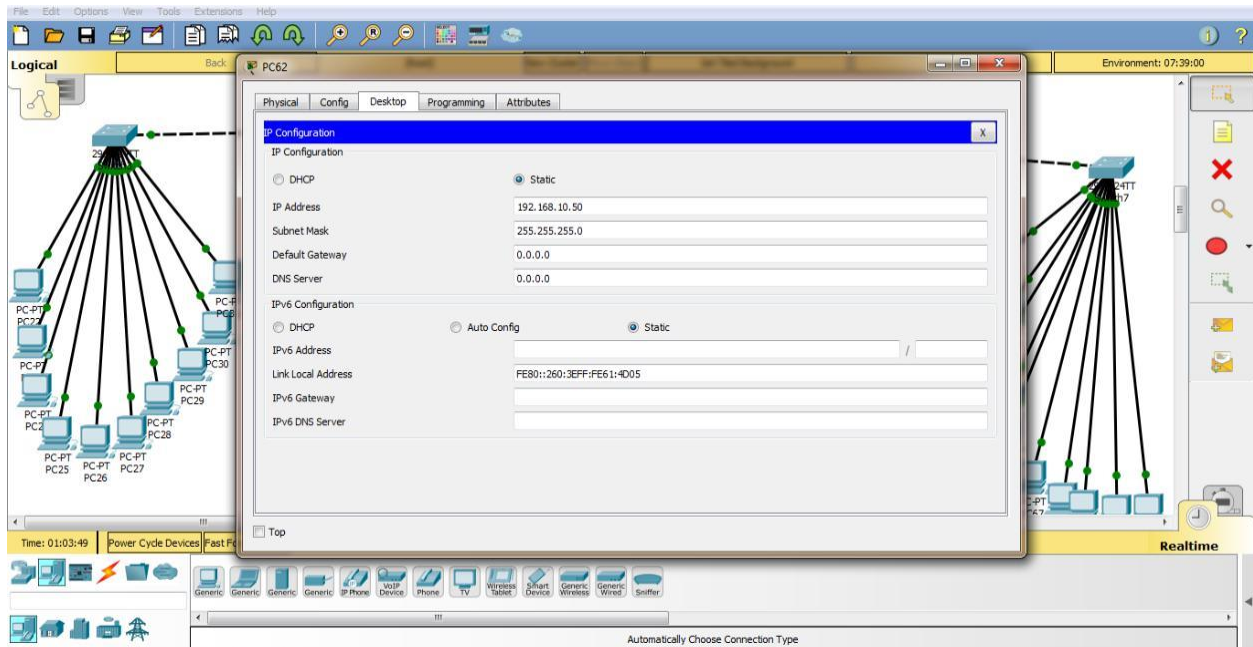 File Edit Options View Tools Extensions Help
Logical
Back
PC62
Environment: 07:39:00
Physical Config Desktop Programming Attributes
IP Configuration X
IP Configuration
DHCP Static
IP Address 192.168.10.50
Subnet Mask 255.255.255.0
Default Gateway 0.0.0.0
DNS Server 0.0.0.0
IPv6 Configuration
DHCP Auto Config Static
IPv6 Address /
Link Local Address FE80::260:3EFF:FE61:4D05
IPv6 Gateway
IPv6 DNS Server
Top
24TT
PC-PT
PC-PT
PC30
PC-PT
PC29
PC-PT
PC28
PC-PT
PC27
PC-PT
PC26
PC-PT
PC25
Time: 01:03:49 Power Cycle Devices
Realtime
Generic Generic Generic Generic IP Phone VoIP Device Phone TV Wireless Tablet Smart Device Generic Wireless Generic Wired Sniffer
Automatically Choose Connection Type